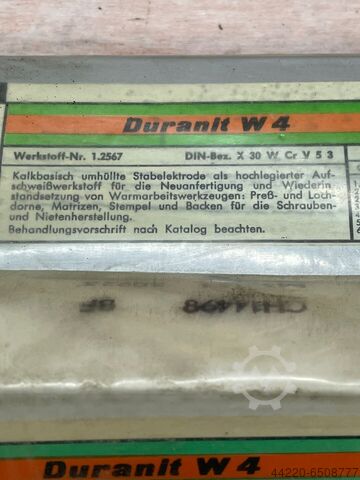 Duranit W 4
Werkstoff-Nr. 1.2567 DIN-Bez. X 30 W Cr V 5 3
Kalkbasisch umhüllte Stabelektrode als hochlegierter Auf-
schweißwerkstoff für die Neuanfertigung und Wieder
standsetzung von Warmarbeitswerkzeugen: Preß- und Loch-
dorne, Matrizen, Stempel und Backen für die Schrauben-
und Nietenherstellung.
Behandlungsvorschrift nach Katalog beachten.
Duranit W 4
44220-6508777